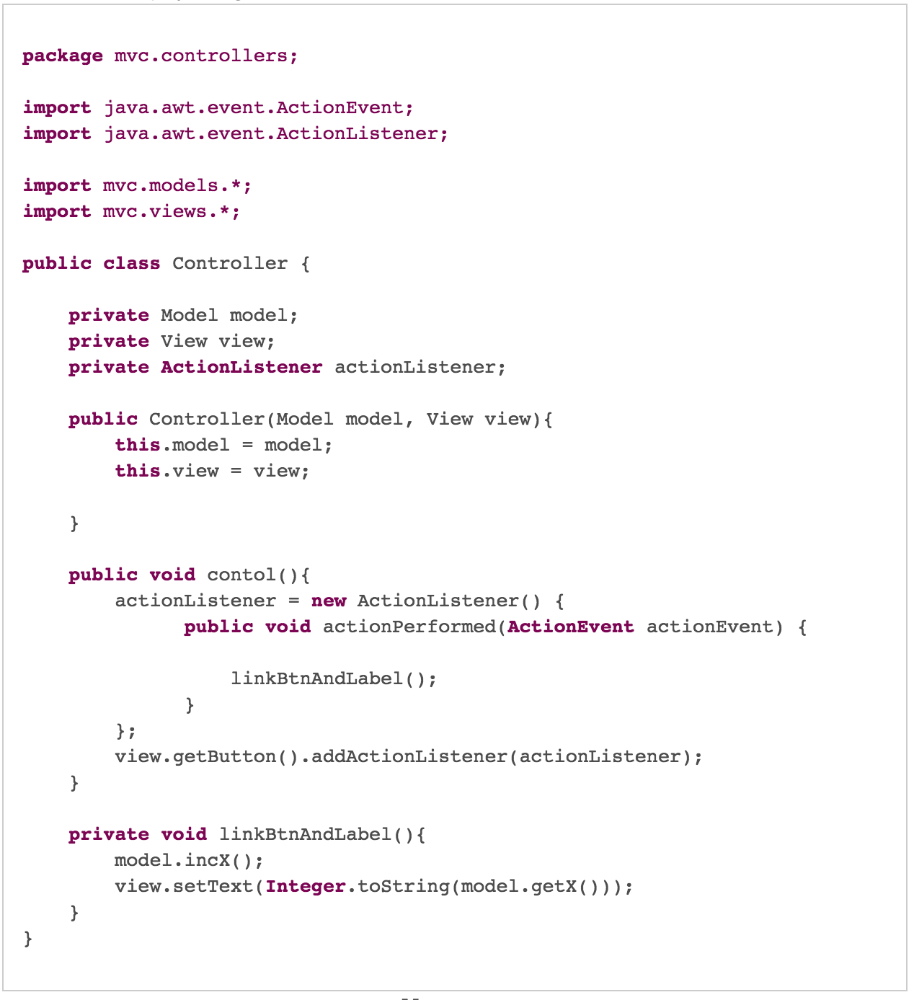 package mvc.controllers;
import java.awt.event.ActionEvent;
import java.awt.event.ActionListener;
import mvc.models.*;
import mvc.views.*;
public class Controller {
    private Model model;
    private View view;
    private ActionListener actionListener;
    public Controller(Model model, View view){
        this.model = model;
        this.view = view;
    }
    public void contol(){
        actionListener = new ActionListener() {
              public void actionPerformed(ActionEvent actionEvent) {
                  linkBtnAndLabel();
              }
        };
        view.getButton().addActionListener(actionListener);
    }
    private void linkBtnAndLabel(){
        model.incX();
        view.setText(Integer.toString(model.getX()));
    }
}